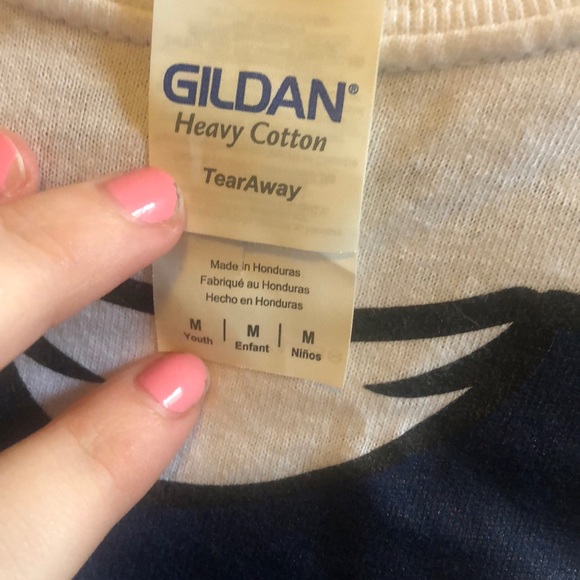 GILDAN®
Heavy Cotton
TearAway
Made in Honduras
Fabriqué au Honduras
Hecho en Honduras
M | M | M
Youth Enfant Niños